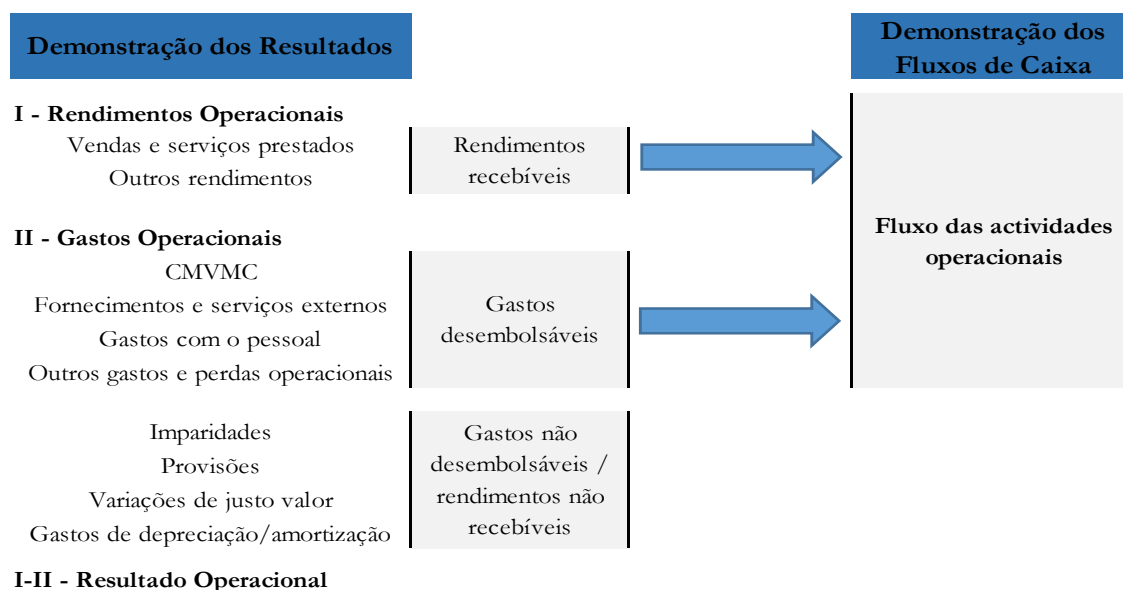 Demonstração dos Resultados
Demonstração dos
Fluxos de Caixa
I - Rendimentos Operacionais
Vendas e serviços prestados
Outros rendimentos
Rendimentos
recebíveis
II - Gastos Operacionais
CMVMC
Fornecimentos e serviços externos
Gastos com o pessoal
Outros gastos e perdas operacionais
Gastos
desembolsáveis
Fluxo das actividades
operacionais
Imparidades
Provisões
Variações de justo valor
Gastos de depreciação/amortização
Gastos não
desembolsáveis /
rendimentos não
recebíveis
I-II - Resultado Operacional